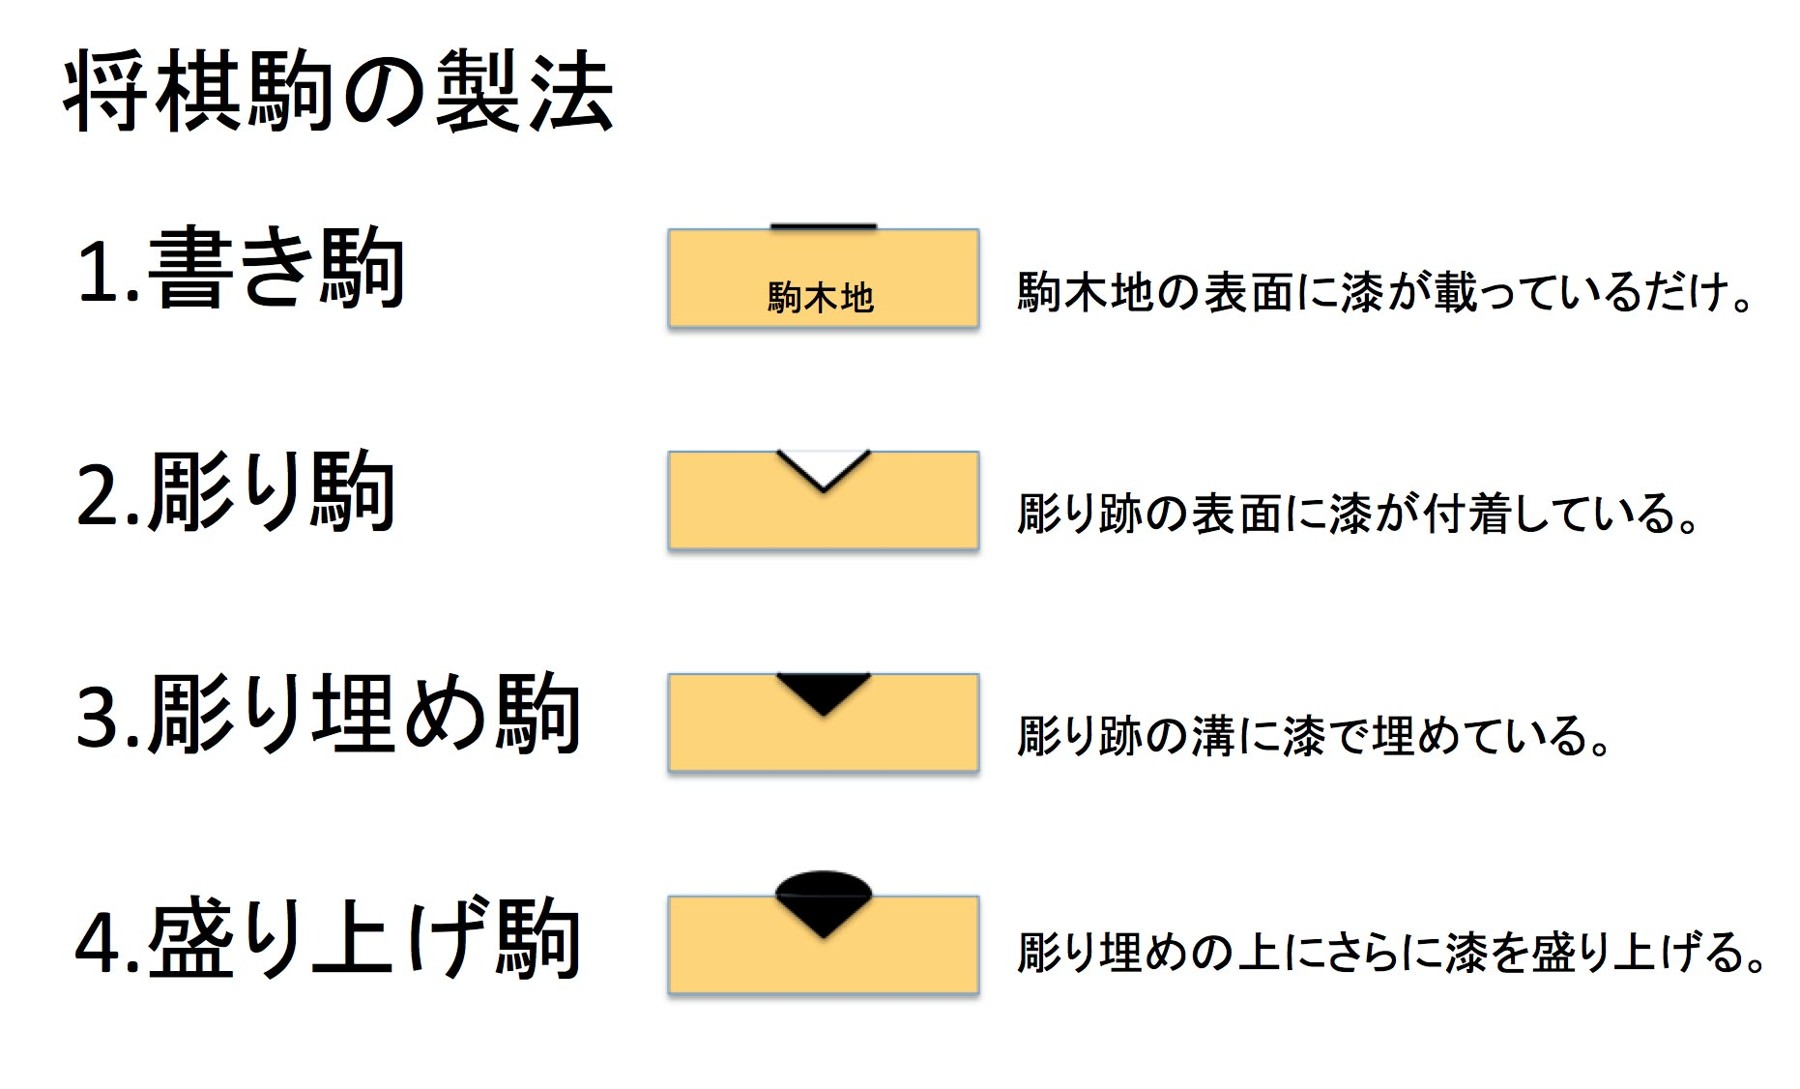 将棋駒の製法
1.書き駒
駒木地
駒木地の表面に漆が載っているだけ。
2.彫り駒
彫り跡の表面に漆が付着している。
3.彫り埋め駒
彫り跡の溝に漆で埋めている。
4.盛り上げ駒
彫り埋めの上にさらに漆を盛り上げる。